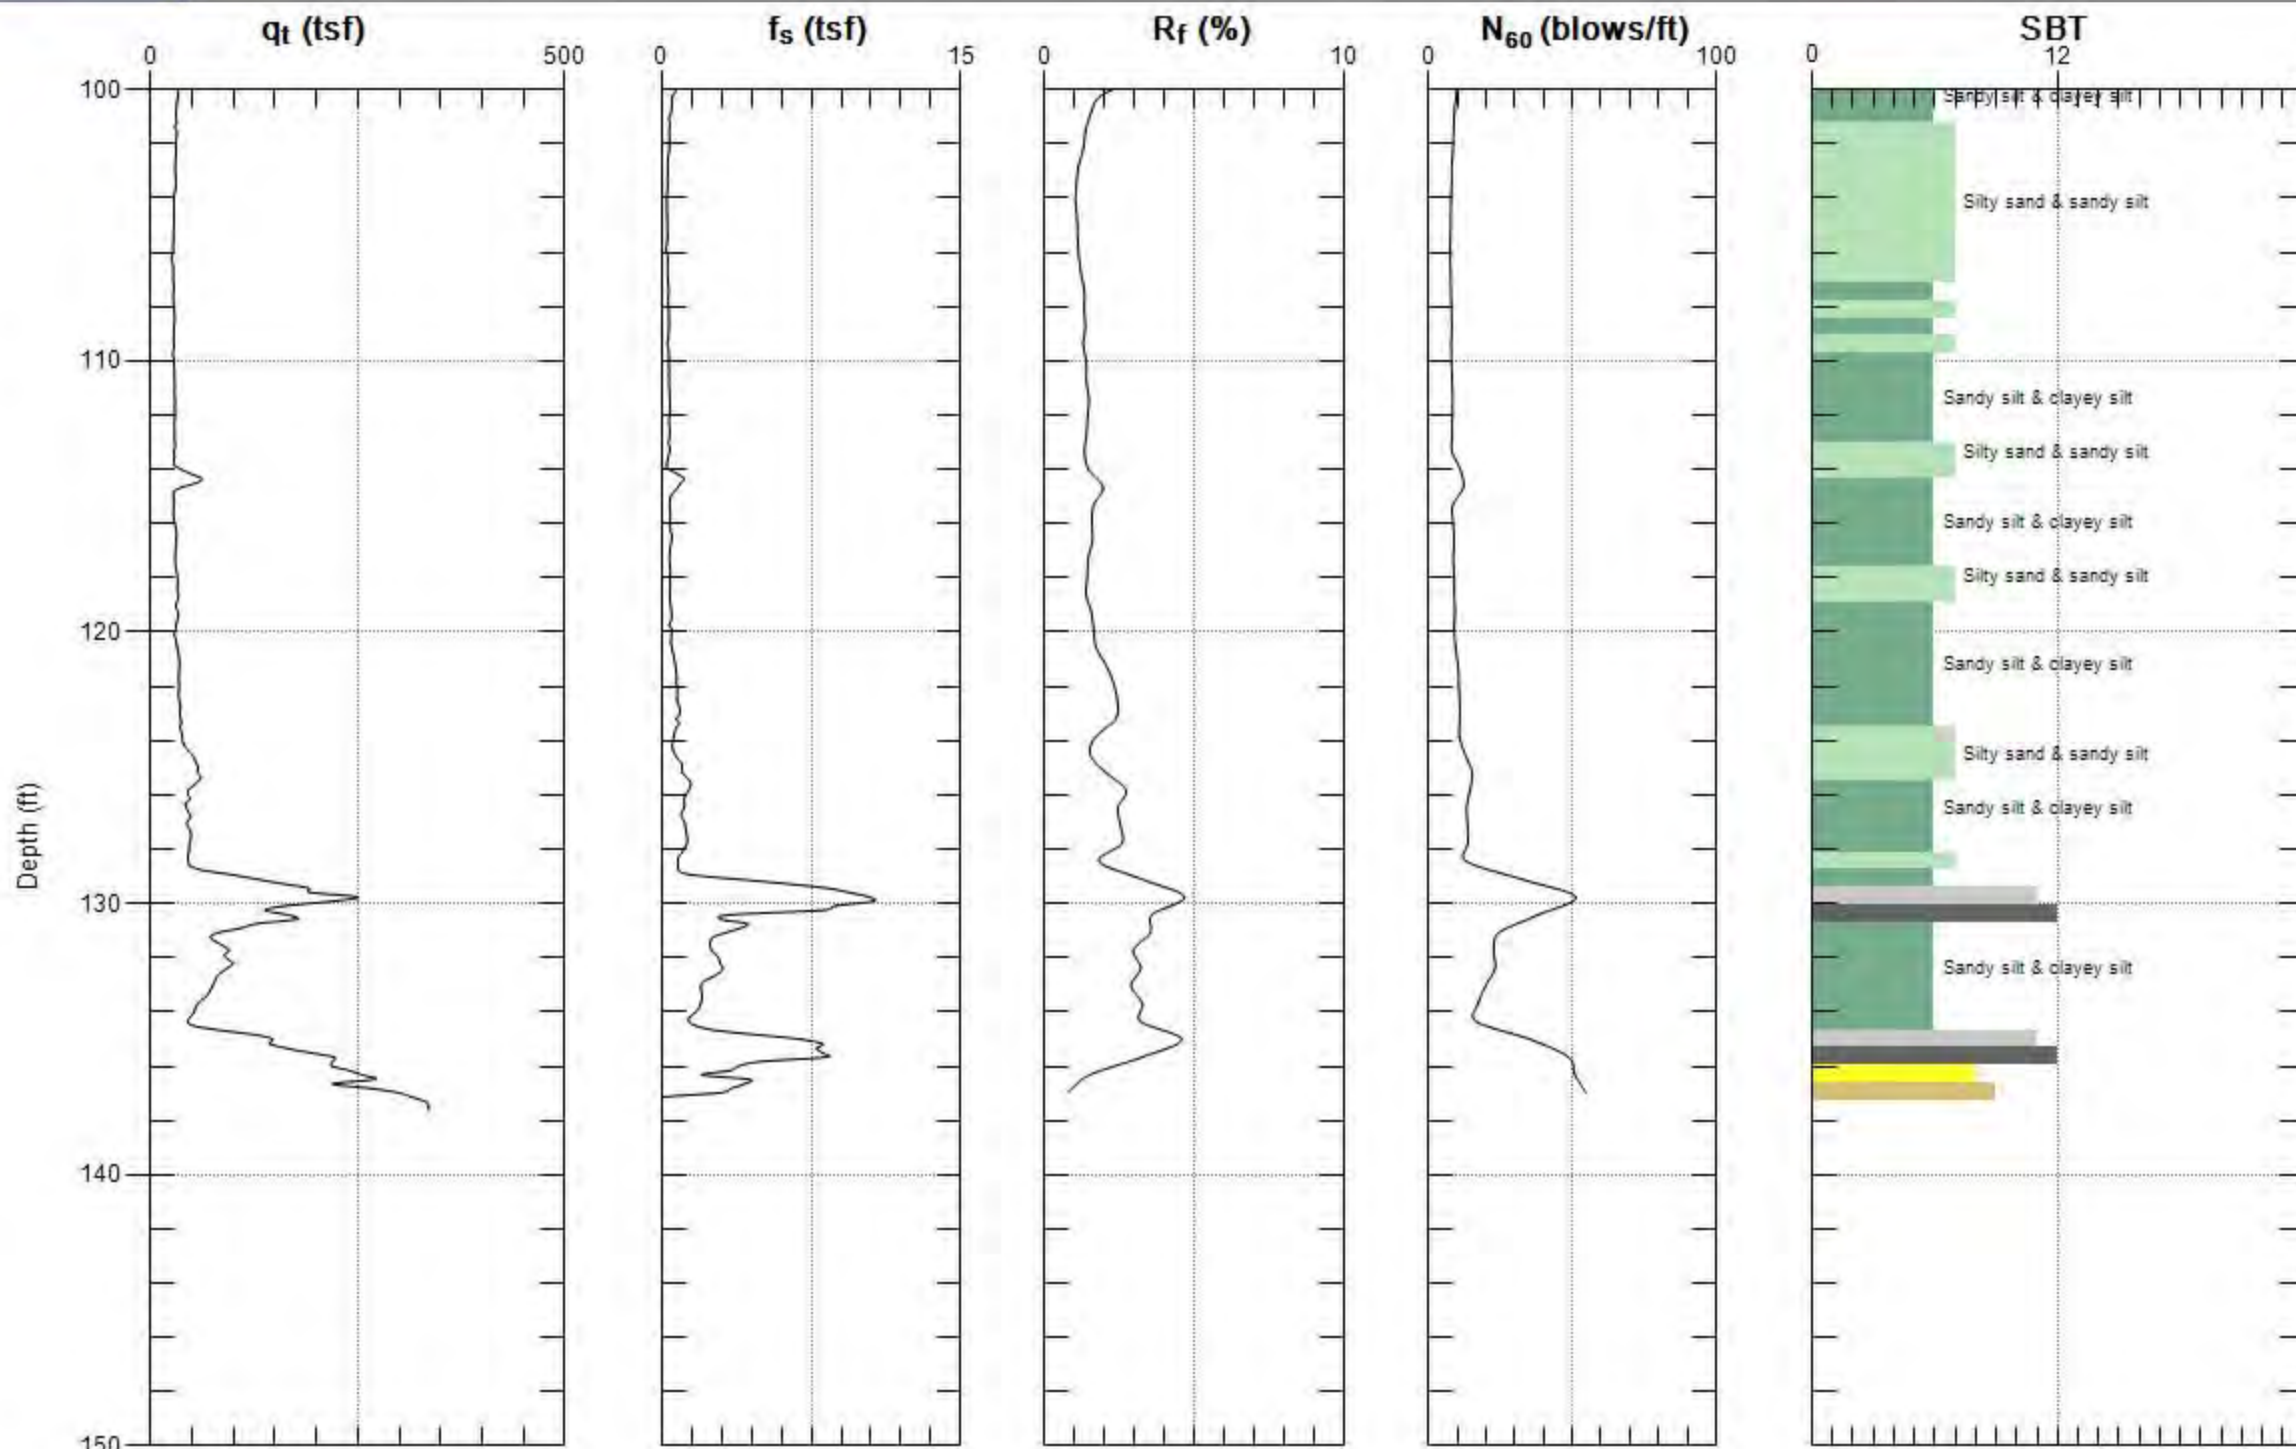 qt (tsf)
fs (tsf)
Rf (%)
N60 (blows/ft)
SBT
0 500
0 15
0 10
0 100
0 12
100
Sandy silt & clayey silt
Silty sand & sandy silt
110
Sandy silt & clayey silt
Silty sand & sandy silt
Sandy silt & clayey silt
Silty sand & sandy silt
120
Sandy silt & clayey silt
Silty sand & sandy silt
Sandy silt & clayey silt
Depth (ft)
130
Sandy silt & clayey silt
140
150